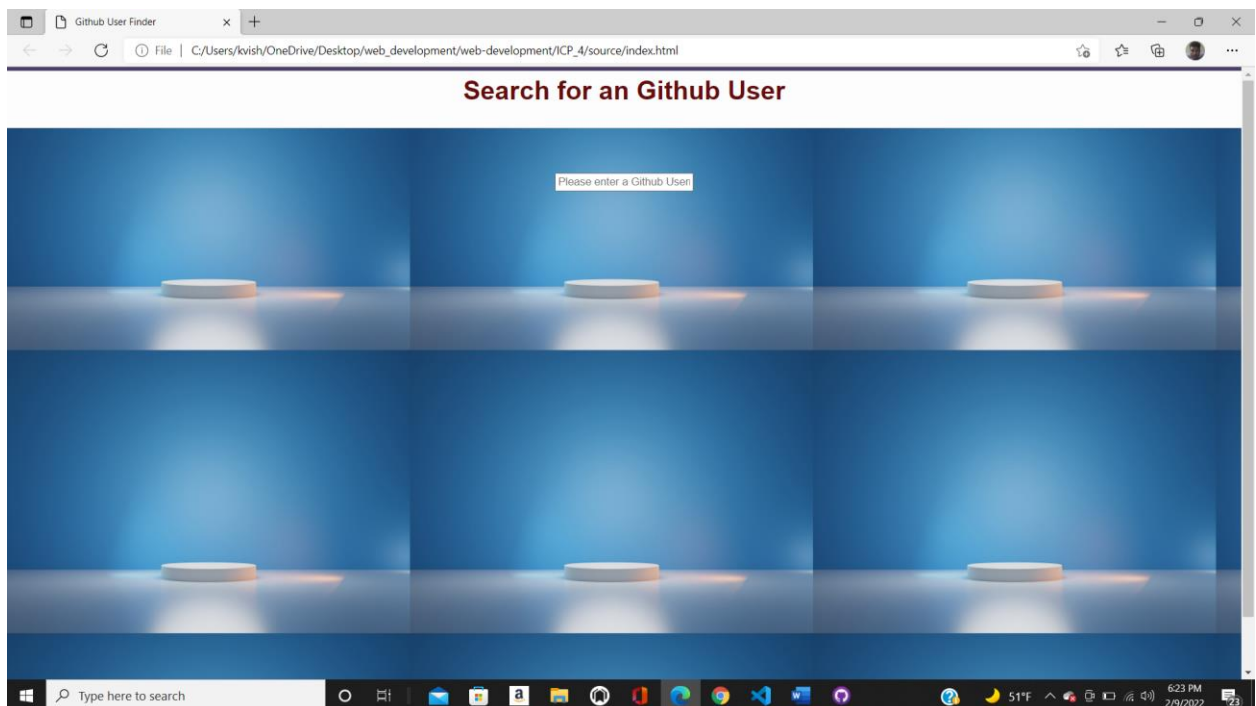 Github User Finder
File | C:/Users/kvish/OneDrive/Desktop/web_development/web-development/ICP_4/source/index.html
Search for an Github User
Please enter a Github User
Type here to search
a
W
51°F
6:23 PM
2/9/2022
23